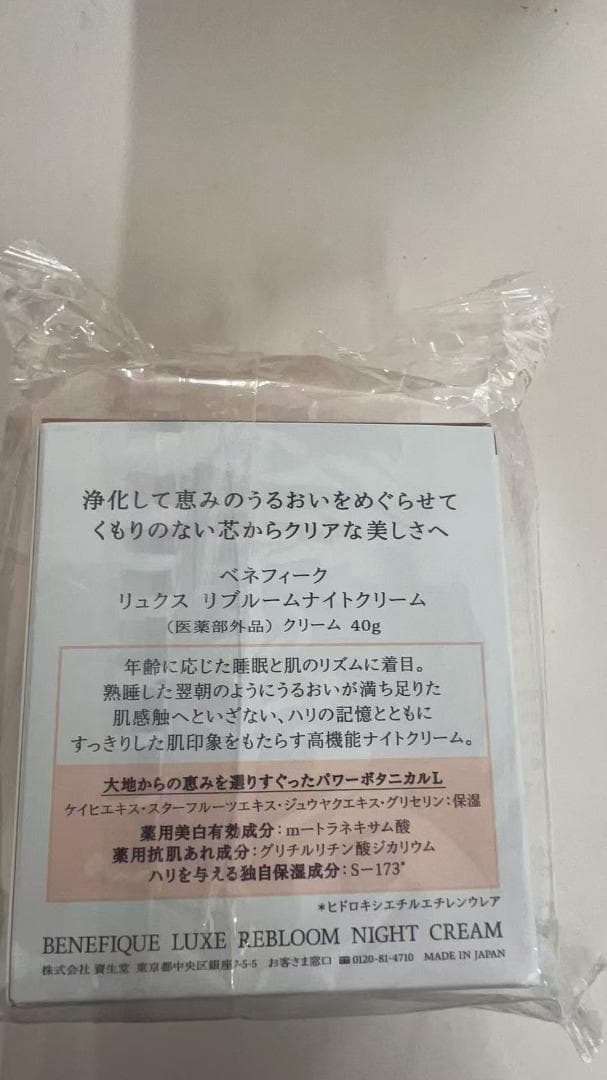 浄化して恵みのうるおいをめぐらせて
くもりのない芯からクリアな美しさへ
ベネフィーク
リュクス リブルームナイトクリーム
（医薬部外品）クリーム 40g
年齢に応じた睡眠と肌のリズムに着目。
熟睡した翌朝のようにうるおいが満ち足りた
肌感触へといざない、ハリの記憶とともに
すっきりした肌印象をもたらす高機能ナイトクリーム。
大地からの恵みを選りすぐったパワーボタニカルL
ケイヒエキス・スターフルーツエキス・ジュウヤクエキス・グリセリン：保湿
薬用美白有効成分：m－トラネキサム酸
薬用抗肌あれ成分：グリチルリチン酸ジカリウム
ハリを与える独自保湿成分：S－173*
*ヒドロキシエチルエチレンウレア
BENEFIQUE LUXE REBLOOM NIGHT CREAM
株式会社 資生堂 東京都中央区銀座7-5-5 お客さま窓口 0120-81-4710 MADE IN JAPAN